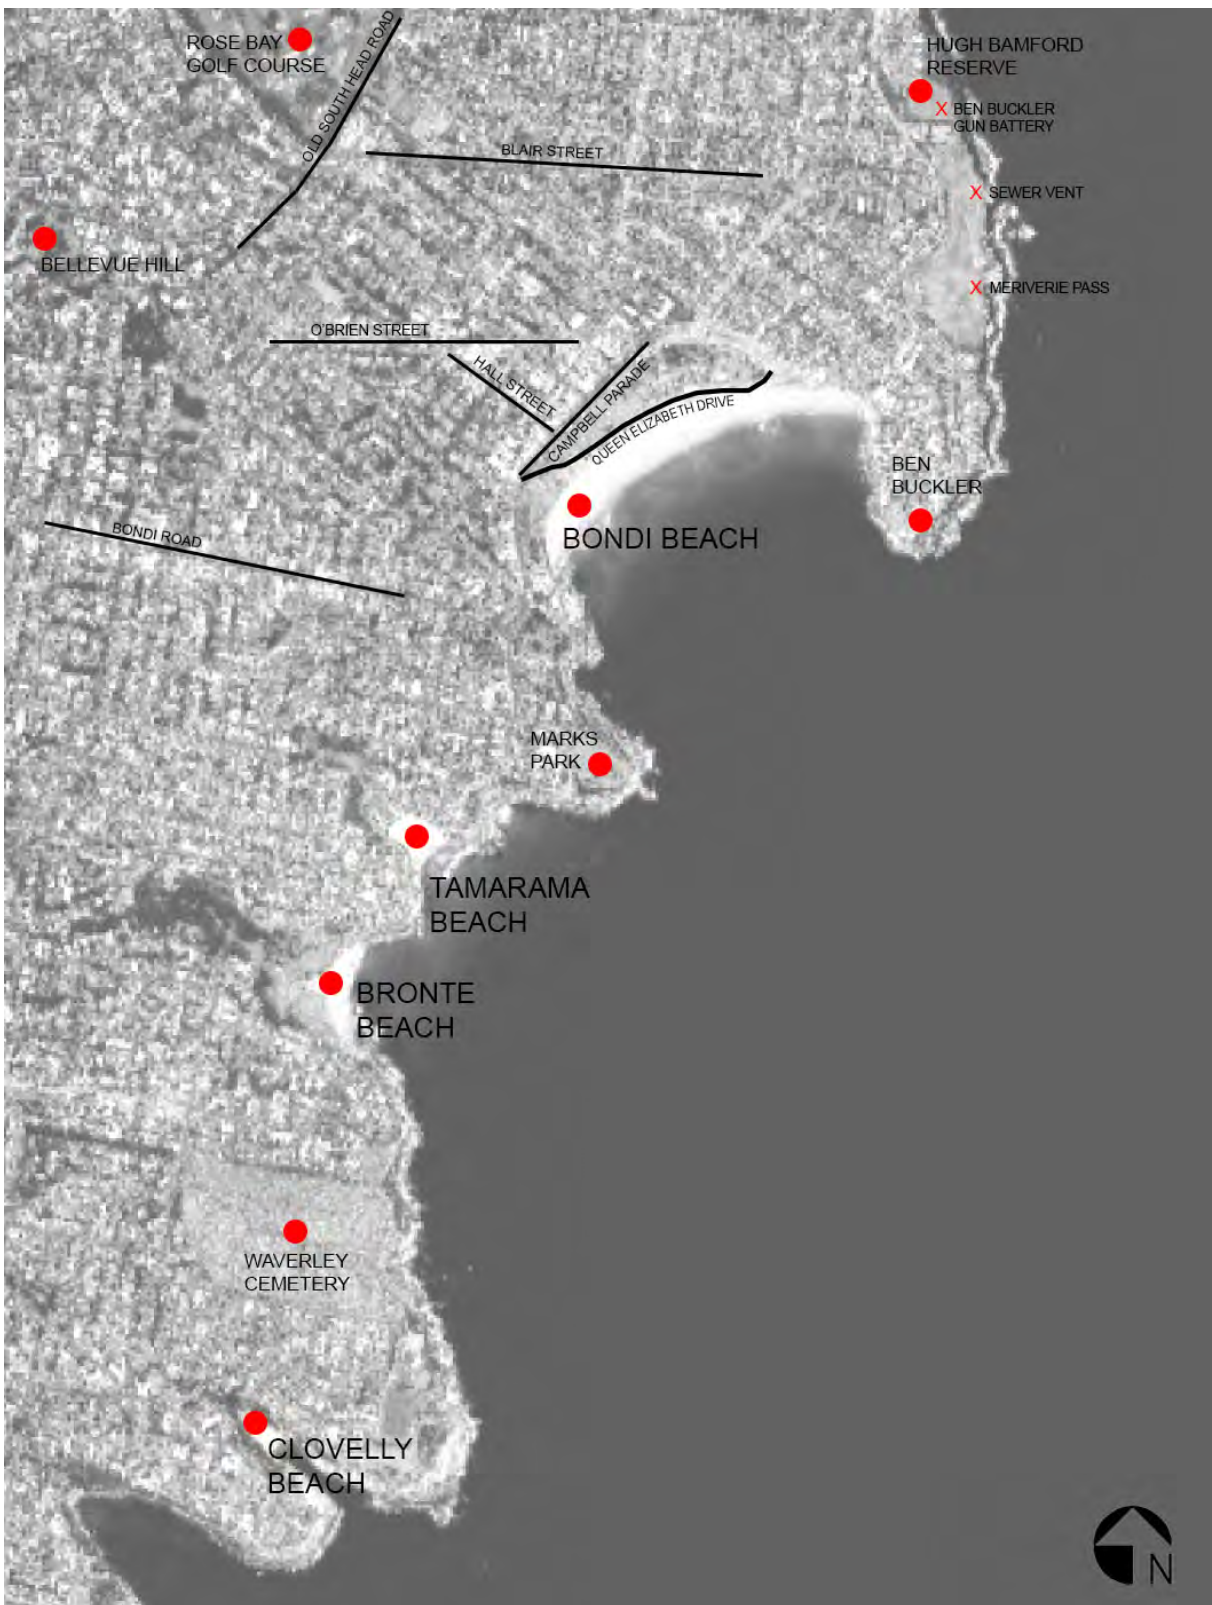 ROSE BAY
GOLF COURSE
OLD SOUTH HEAD ROAD
HUGH BAMFORD
RESERVE
X BEN BUCKLER
GUN BATTERY
BLAIR STREET
X SEWER VENT
BELLEVUE HILL
X MERIVERIE PASS
O'BRIEN STREET
HALL STREET
CAMPBELL PARADE
QUEEN ELIZABETH DRIVE
BEN
BUCKLER
BONDI ROAD
BONDI BEACH
MARKS
PARK
TAMARAMA
BEACH
BRONTE
BEACH
WAVERLEY
CEMETERY
CLOVELLY
BEACH
N